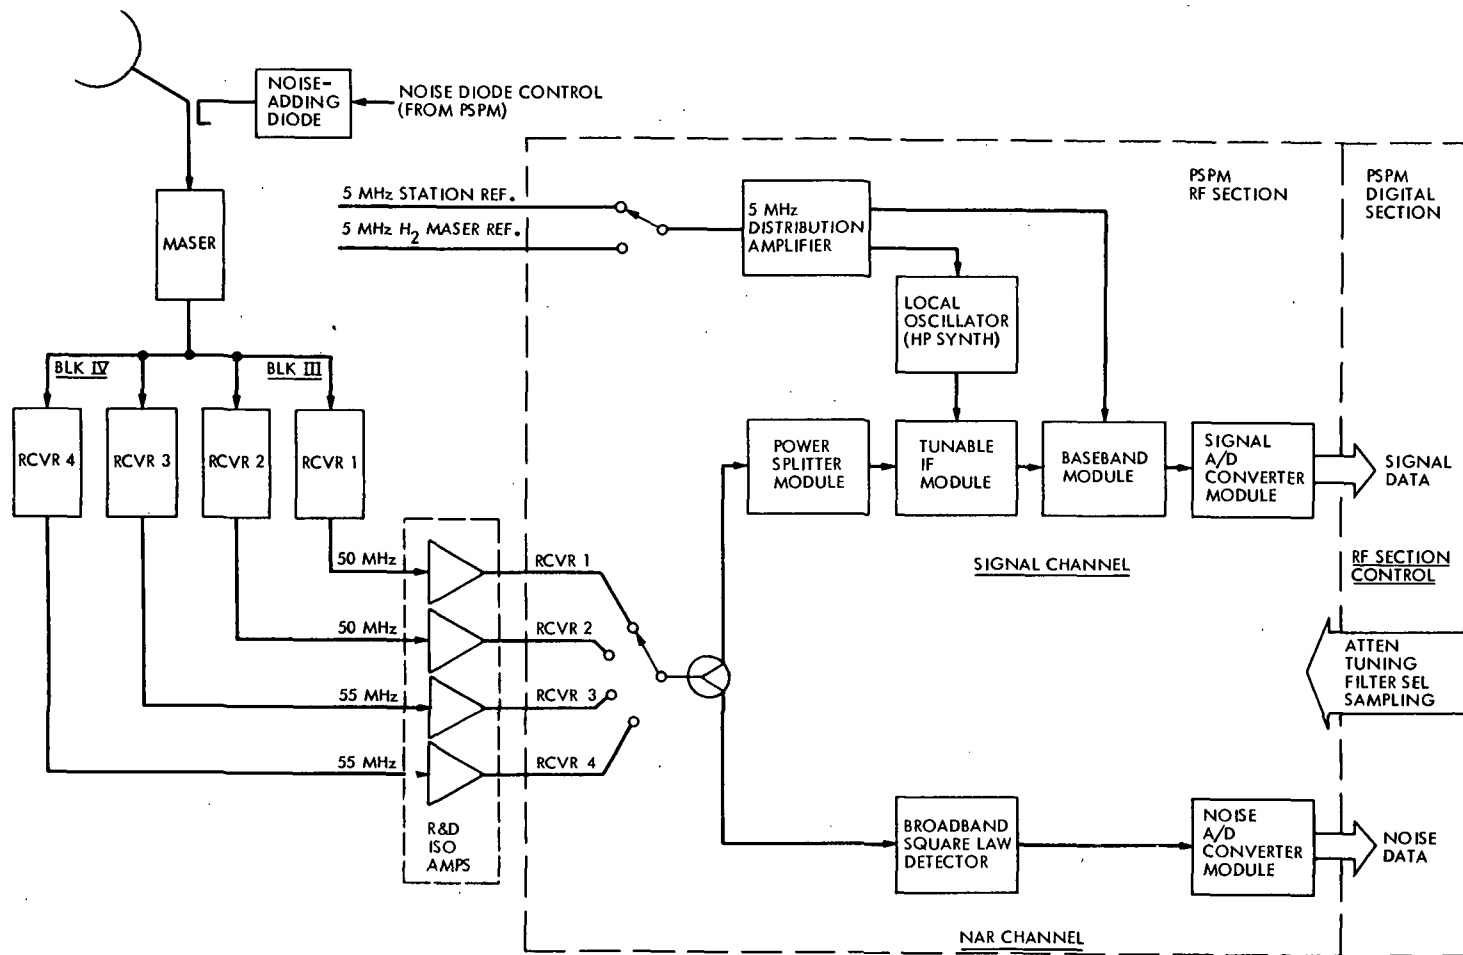 NOISE-
ADDING
DIODE
NOISE DIODE CONTROL
(FROM PSPM)
MASER
5 MHz STATION REF.
5 MHz H2 MASER REF.
5 MHz
DISTRIBUTION
AMPLIFIER
PSPM
RF SECTION
PSPM
DIGITAL
SECTION
LOCAL
OSCILLATOR
(HP SYNTH)
BLK IV
BLK III
RCVR 4
RCVR 3
RCVR 2
RCVR 1
POWER
SPLITTER
MODULE
TUNABLE
IF
MODULE
BASEBAND
MODULE
SIGNAL
A/D
CONVERTER
MODULE
SIGNAL
DATA
SIGNAL CHANNEL
RF SECTION
CONTROL
50 MHz
RCVR 1
50 MHz
RCVR 2
55 MHz
RCVR 3
55 MHz
RCVR 4
R&D
ISO
AMPS
ATTEN
TUNING
FILTER SEL
SAMPLING
BROADBAND
SQUARE LAW
DETECTOR
NOISE
A/D
CONVERTER
MODULE
NOISE
DATA
NAR CHANNEL